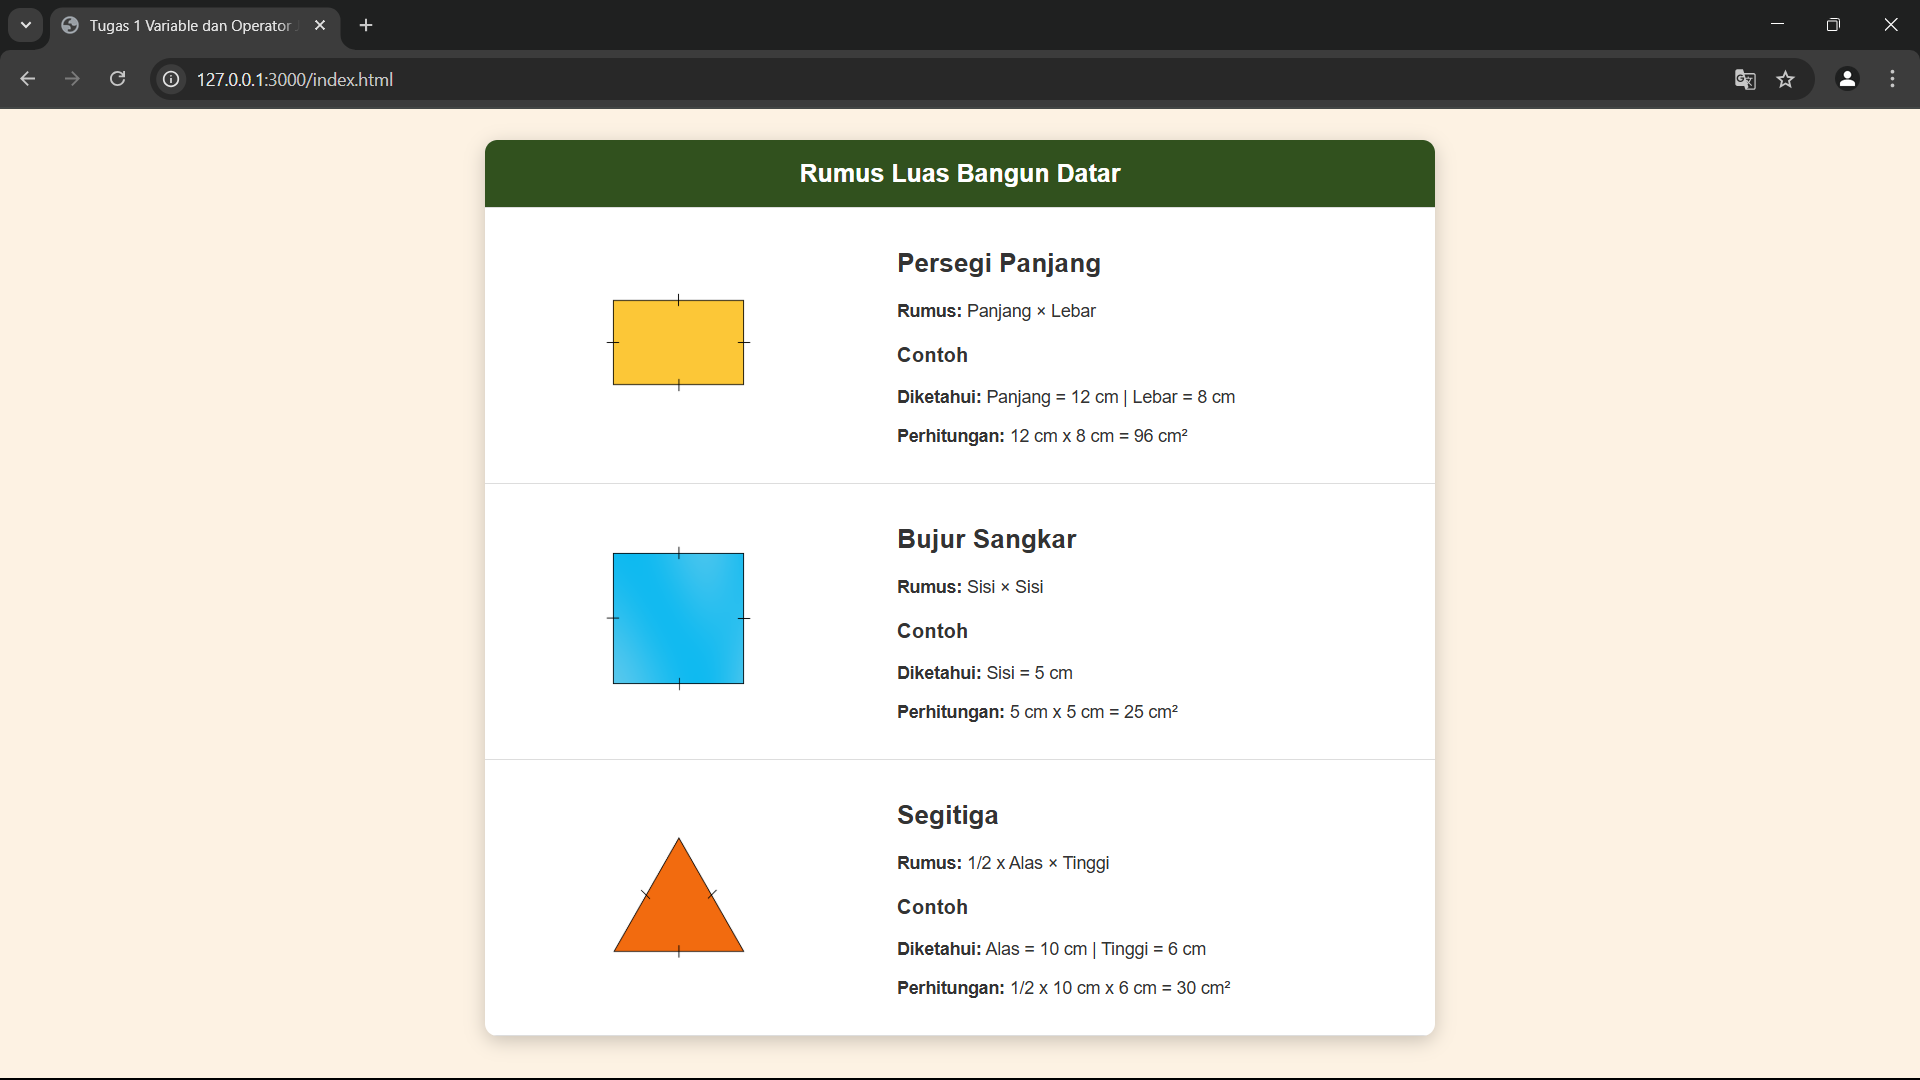 Tugas 1 Variable dan Operator
127.0.0.1:3000/index.html
Rumus Luas Bangun Datar
Persegi Panjang
Rumus: Panjang × Lebar
Contoh
Diketahui: Panjang = 12 cm | Lebar = 8 cm
Perhitungan: 12 cm x 8 cm = 96 cm²
Bujur Sangkar
Rumus: Sisi × Sisi
Contoh
Diketahui: Sisi = 5 cm
Perhitungan: 5 cm x 5 cm = 25 cm²
Segitiga
Rumus: 1/2 x Alas × Tinggi
Contoh
Diketahui: Alas = 10 cm | Tinggi = 6 cm
Perhitungan: 1/2 x 10 cm x 6 cm = 30 cm²